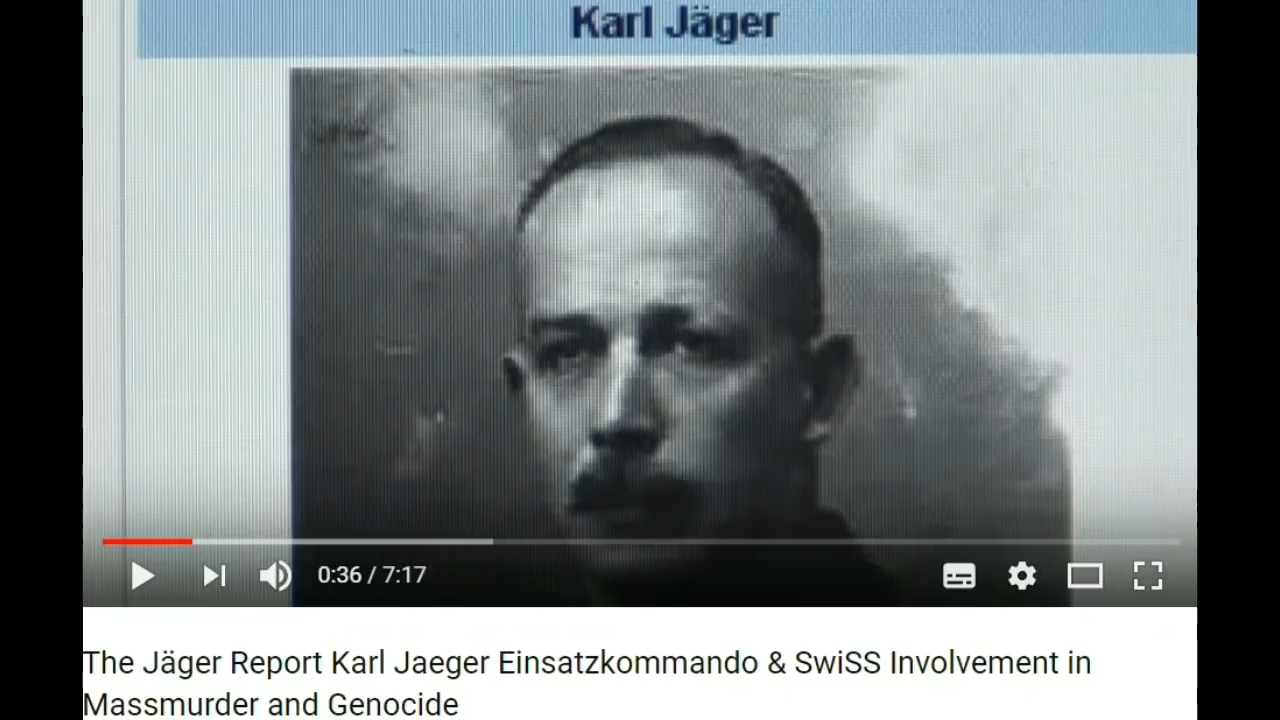 Karl Jäger
0:36 / 7:17
The Jäger Report Karl Jaeger Einsatzkommando & SwiSS Involvement in
Massmurder and Genocide